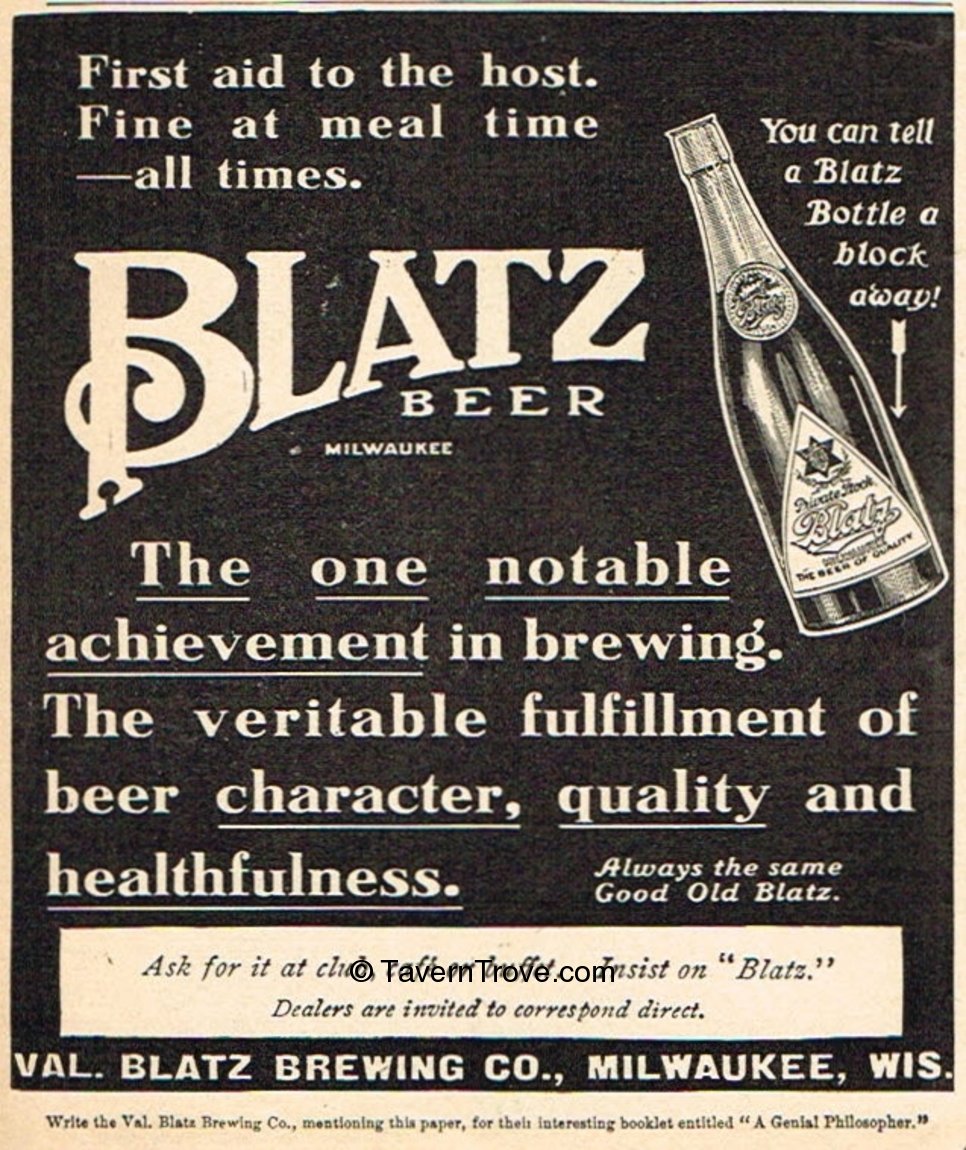 First aid to the host.
Fine at meal time
—all times.
You can tell
a Blatz
Bottle a
block
away!
BLATZ
BEER
MILWAUKEE
Private Stock
Blatz
THE BEER OF QUALITY
The one notable
achievement in brewing.
The veritable fulfillment of
beer character, quality and
healthfulness.
Always the same
Good Old Blatz.
Ask for it at club, café or buffet. Insist on "Blatz."
© TavernTrove.com
Dealers are invited to correspond direct.
VAL. BLATZ BREWING CO., MILWAUKEE, WIS.
Write the Val. Blatz Brewing Co., mentioning this paper, for their interesting booklet entitled "A Genial Philosopher."